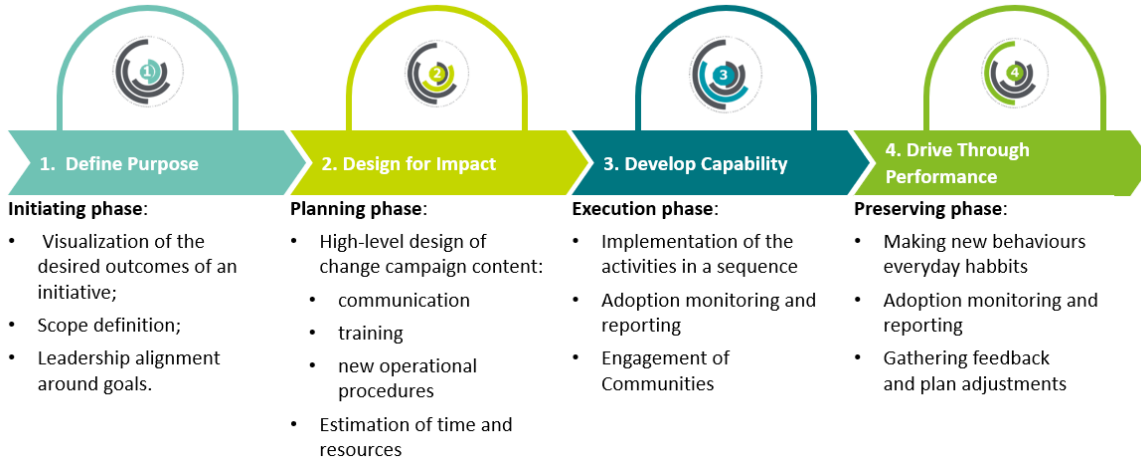 1
2
3
4
1. Define Purpose
2. Design for Impact
3. Develop Capability
4. Drive Through
Performance
Initiating phase:
• Visualization of the
desired outcomes of an
initiative;
• Scope definition;
• Leadership alignment
around goals.
Planning phase:
• High-level design of
change campaign content:
• communication
• training
• new operational
procedures
• Estimation of time and
resources
Execution phase:
• Implementation of the
activities in a sequence
• Adoption monitoring and
reporting
• Engagement of
Communities
Preserving phase:
• Making new behaviours
everyday habbits
• Adoption monitoring and
reporting
• Gathering feedback
and plan adjustments